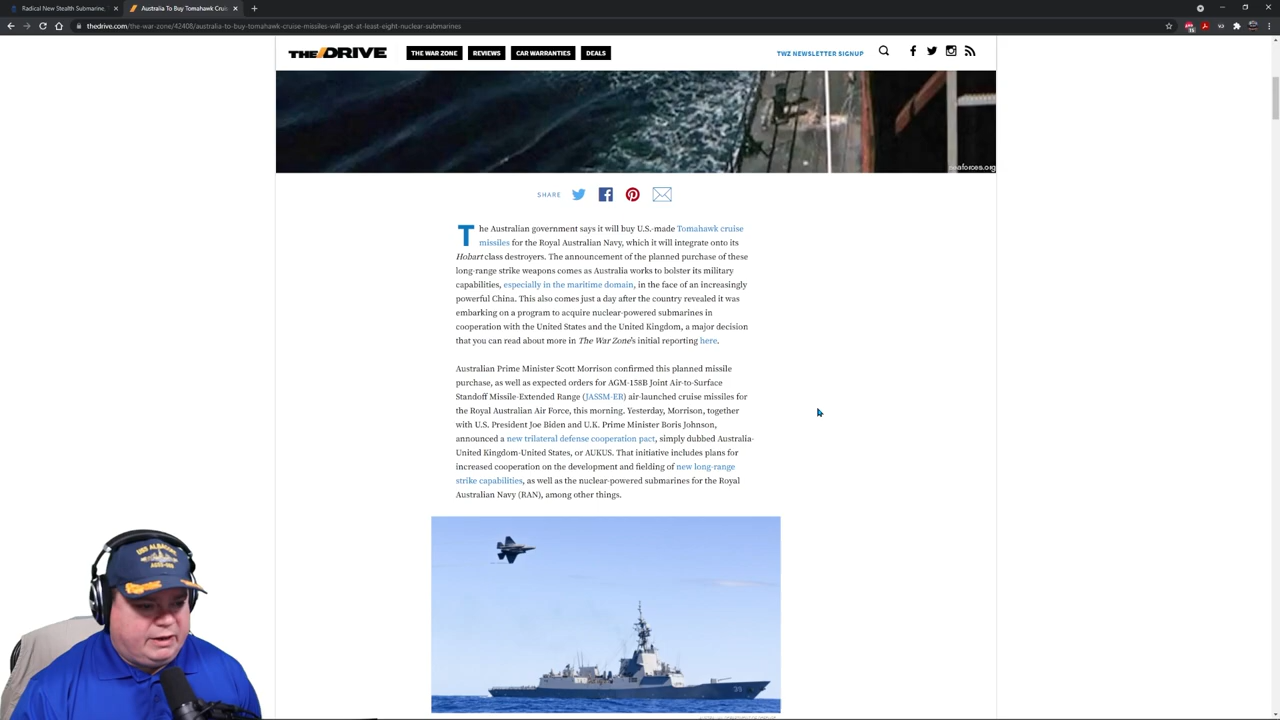 Radical New Stealth Submarine,
Australia To Buy Tomahawk Crui
thedrive.com/the-war-zone/42408/australia-to-buy-tomahawk-cruise-missiles-will-get-at-least-eight-nuclear-submarines
THE DRIVE
THE WAR ZONE
REVIEWS
CAR WARRANTIES
DEALS
TWZ NEWSLETTER SIGNUP
SHARE
The Australian government says it will buy U.S.-made Tomahawk cruise
missiles for the Royal Australian Navy, which it will integrate onto its
Hobart class destroyers. The announcement of the planned purchase of these
long-range strike weapons comes as Australia works to bolster its military
capabilities, especially in the maritime domain, in the face of an increasingly
powerful China. This also comes just a day after the country revealed it was
embarking on a program to acquire nuclear-powered submarines in
cooperation with the United States and the United Kingdom, a major decision
that you can read about more in The War Zone's initial reporting here.
Australian Prime Minister Scott Morrison confirmed this planned missile
purchase, as well as expected orders for AGM-158B Joint Air-to-Surface
Standoff Missile-Extended Range (JASSM-ER) air-launched cruise missiles for
the Royal Australian Air Force, this morning. Yesterday, Morrison, together
with U.S. President Joe Biden and U.K. Prime Minister Boris Johnson,
announced a new trilateral defense cooperation pact, simply dubbed Australia-
United Kingdom-United States, or AUKUS. That initiative includes plans for
increased cooperation on the development and fielding of new long-range
strike capabilities, as well as the nuclear-powered submarines for the Royal
Australian Navy (RAN), among other things.
USS ALBACORE